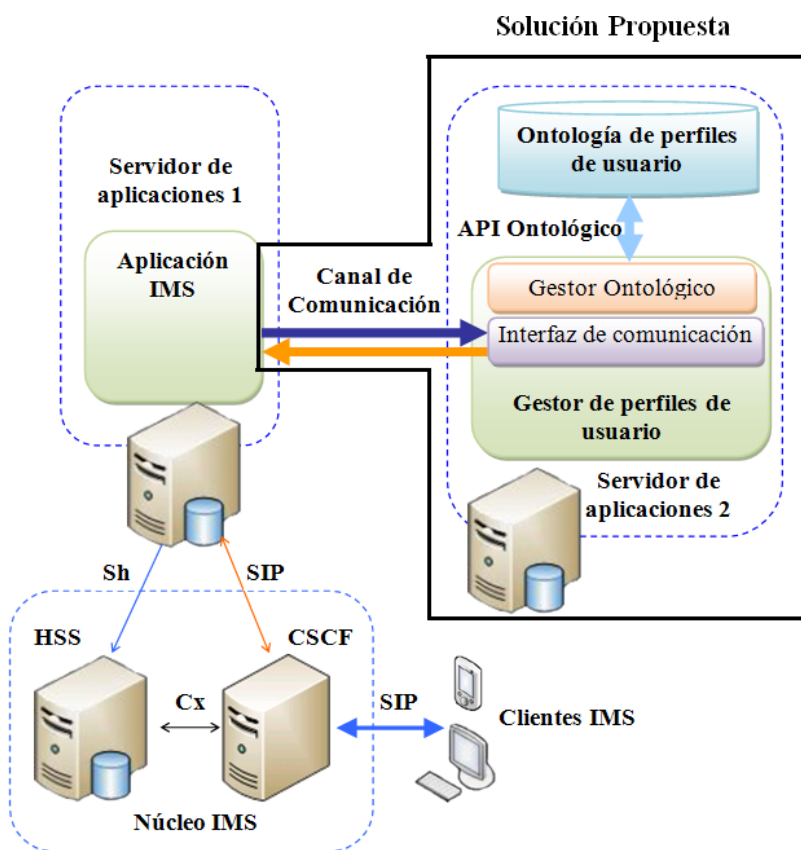 Solución Propuesta
Servidor de
aplicaciones 1
Aplicación
IMS
Canal de
Comunicación
Ontología de perfiles
de usuario
API Ontológico
Gestor Ontológico
Interfaz de comunicación
Gestor de perfiles de
usuario
Servidor de
aplicaciones 2
Sh
SIP
HSS
CSCF
Cx
SIP
Clientes IMS
Núcleo IMS